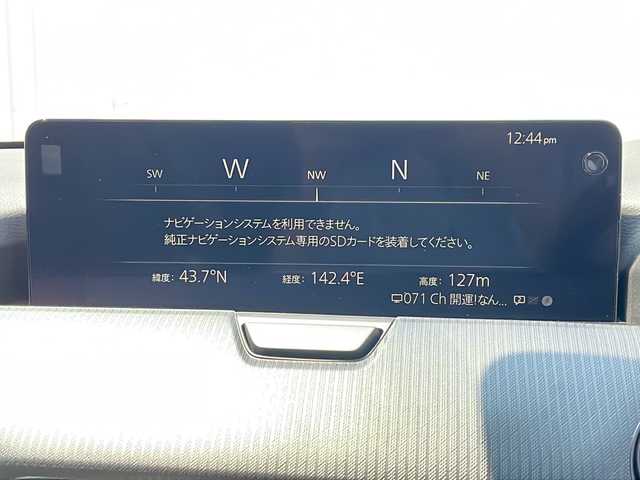 12:44pm
SW W NW N NE
ナビゲーションシステムを利用できません。
純正ナビゲーションシステム専用のSDカードを装着してください。
緯度: 43.7°N 経度: 142.4°E 高度: 127m
071 Ch 開運!なん...